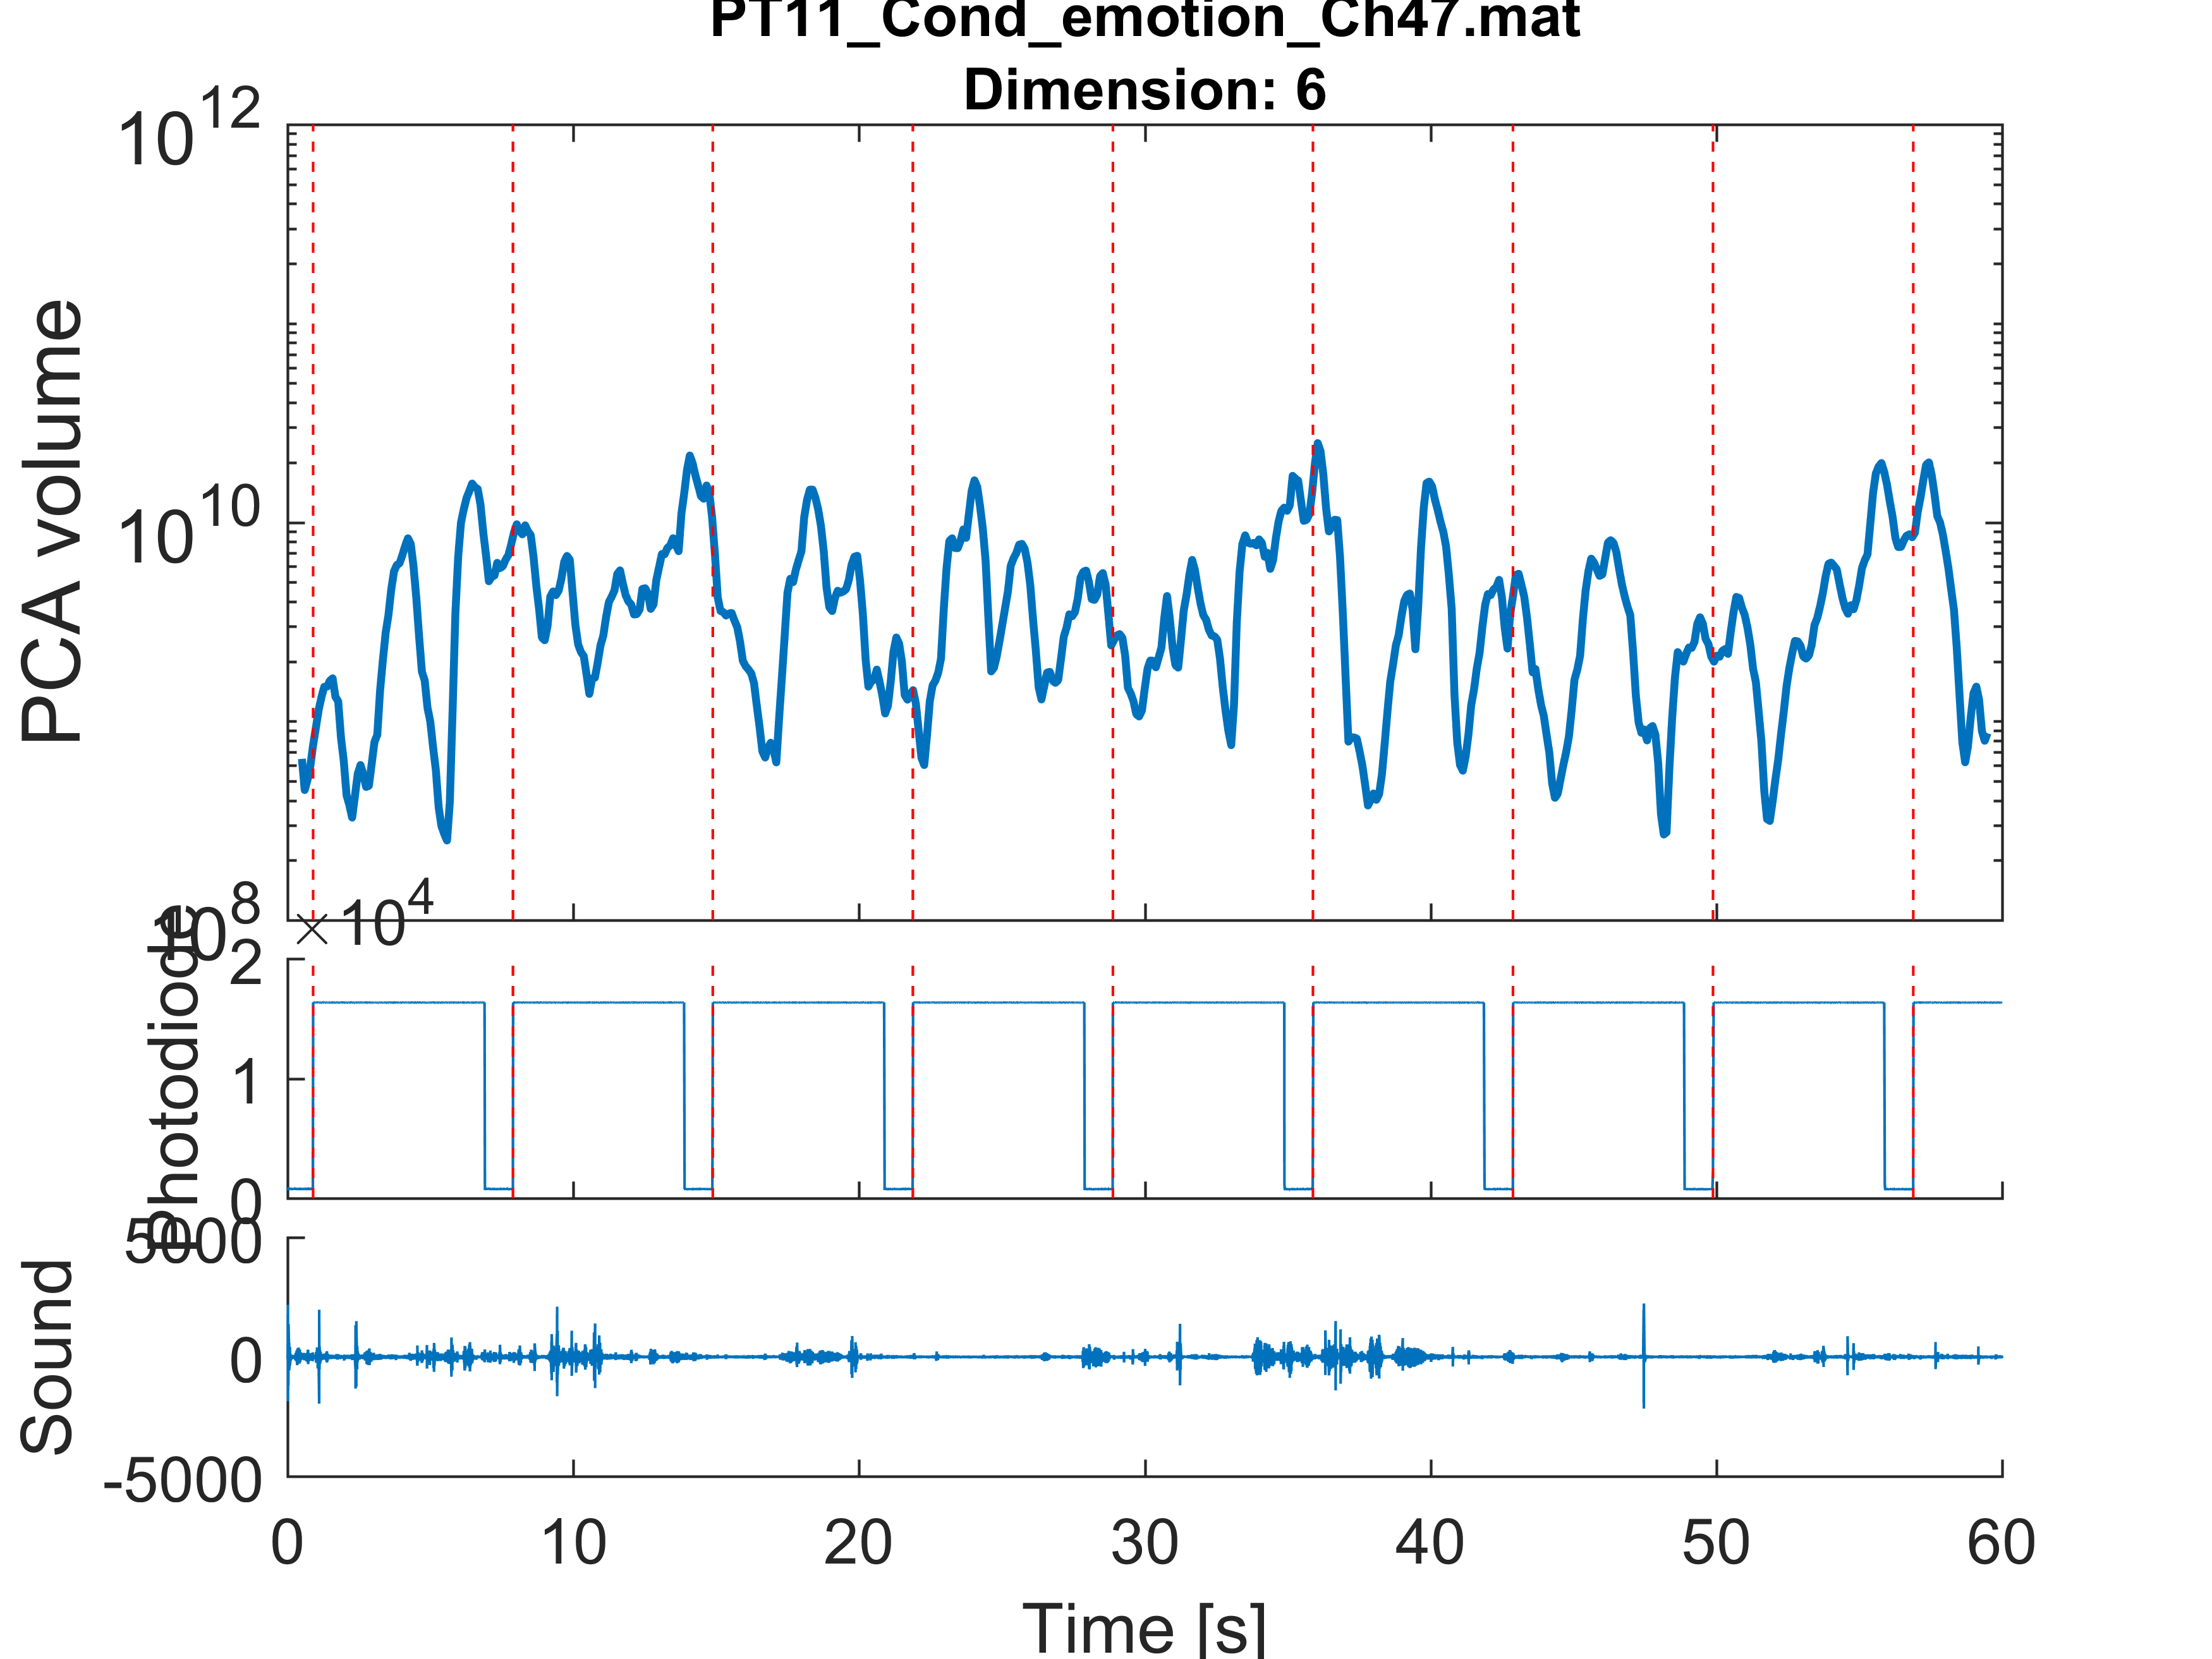 PT11_Cond_emotion_Ch47.mat
Dimension: 6
10^12
10^10
10^8
PCA volume
×10^4
2
1
0
Photodiode
5000
0
-5000
Sound
0 10 20 30 40 50 60
Time [s]